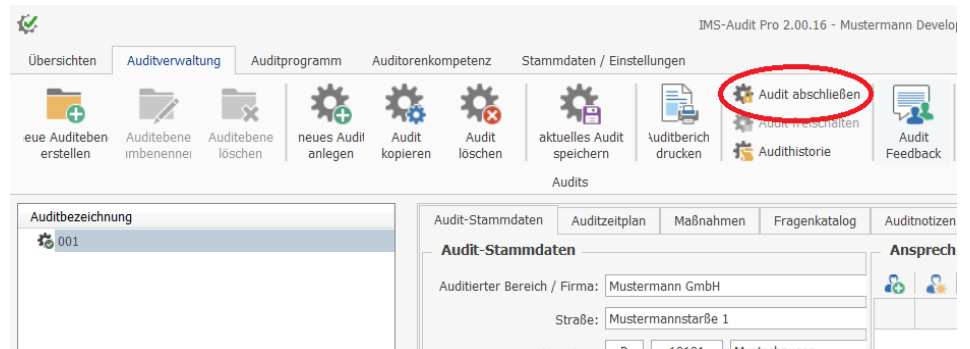 IMS-Audit Pro 2.00.16 - Mustermann Develop
Übersichten Auditverwaltung Auditprogramm Auditorenkompetenz Stammdaten / Einstellungen
eue Auditeben Auditebene Auditebene neues Audit Audit Audit aktuelles Audit Auditberich Audit abschließen Audit
erstellen imbenennei löschen anlegen kopieren löschen speichern drucken Audit freischalten Feedback
Audithistorie
Audits
Auditbezeichnung
001
Audit-Stammdaten Auditzeitplan Maßnahmen Fragenkatalog Auditnotizen
Audit-Stammdaten Ansprech
Auditierter Bereich / Firma: Mustermann GmbH
Straße: Mustermannstarße 1